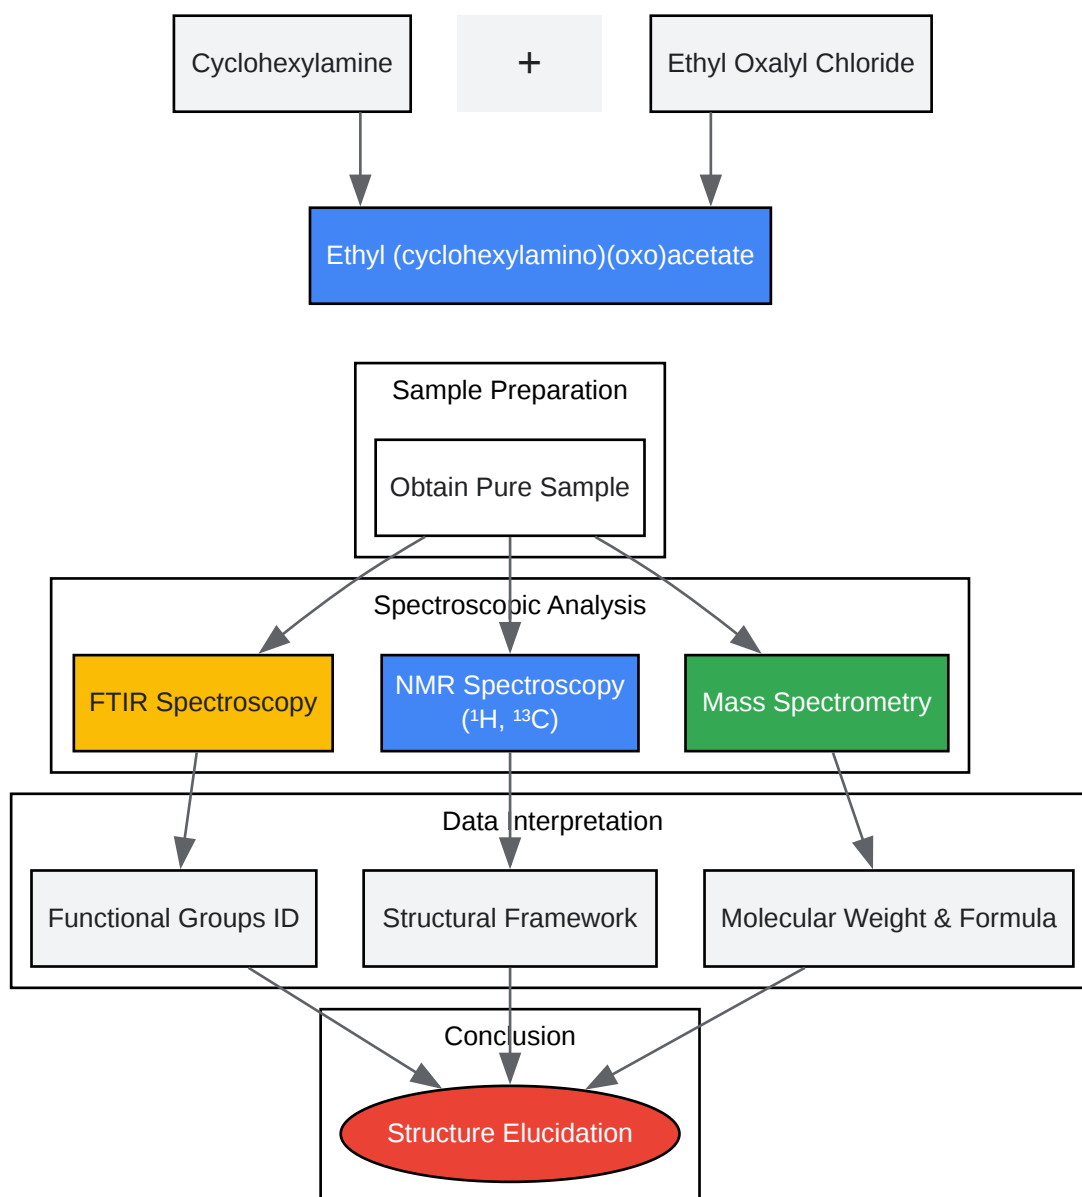 Cyclohexylamine
+
Ethyl Oxalyl Chloride
Ethyl (cyclohexylamino)(oxo)acetate
Sample Preparation
Obtain Pure Sample
Spectroscopic Analysis
FTIR Spectroscopy
NMR Spectroscopy
(¹H, ¹³C)
Mass Spectrometry
Data Interpretation
Functional Groups ID
Structural Framework
Molecular Weight & Formula
Conclusion
Structure Elucidation